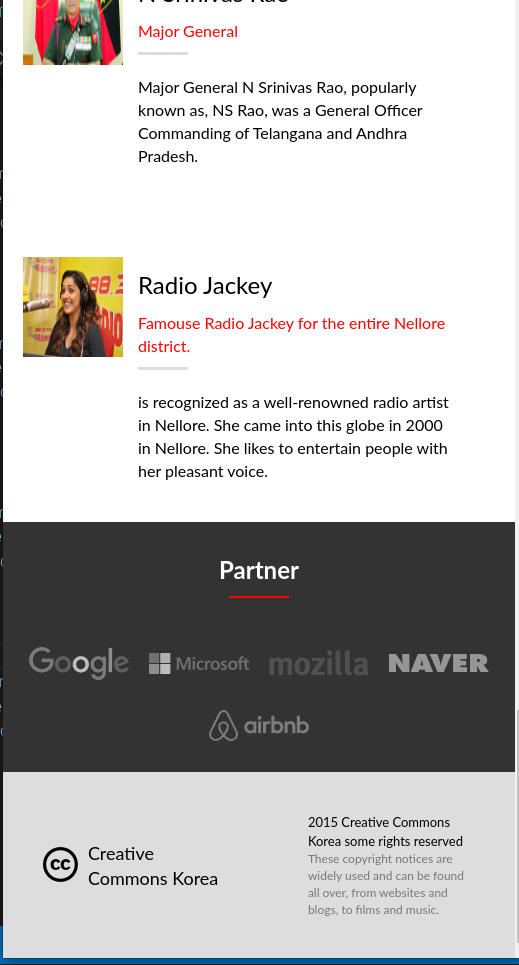 N Srinivas Rao
Major General
Major General N Srinivas Rao, popularly
known as, NS Rao, was a General Officer
Commanding of Telangana and Andhra
Pradesh.
Radio Jackey
Famouse Radio Jackey for the entire Nellore
district.
is recognized as a well-renowned radio artist
in Nellore. She came into this globe in 2000
in Nellore. She likes to entertain people with
her pleasant voice.
Partner
Google Microsoft mozilla NAVER
airbnb
cc Creative
Commons Korea
2015 Creative Commons
Korea some rights reserved
These copyright notices are
widely used and can be found
all over, from websites and
blogs, to films and music.